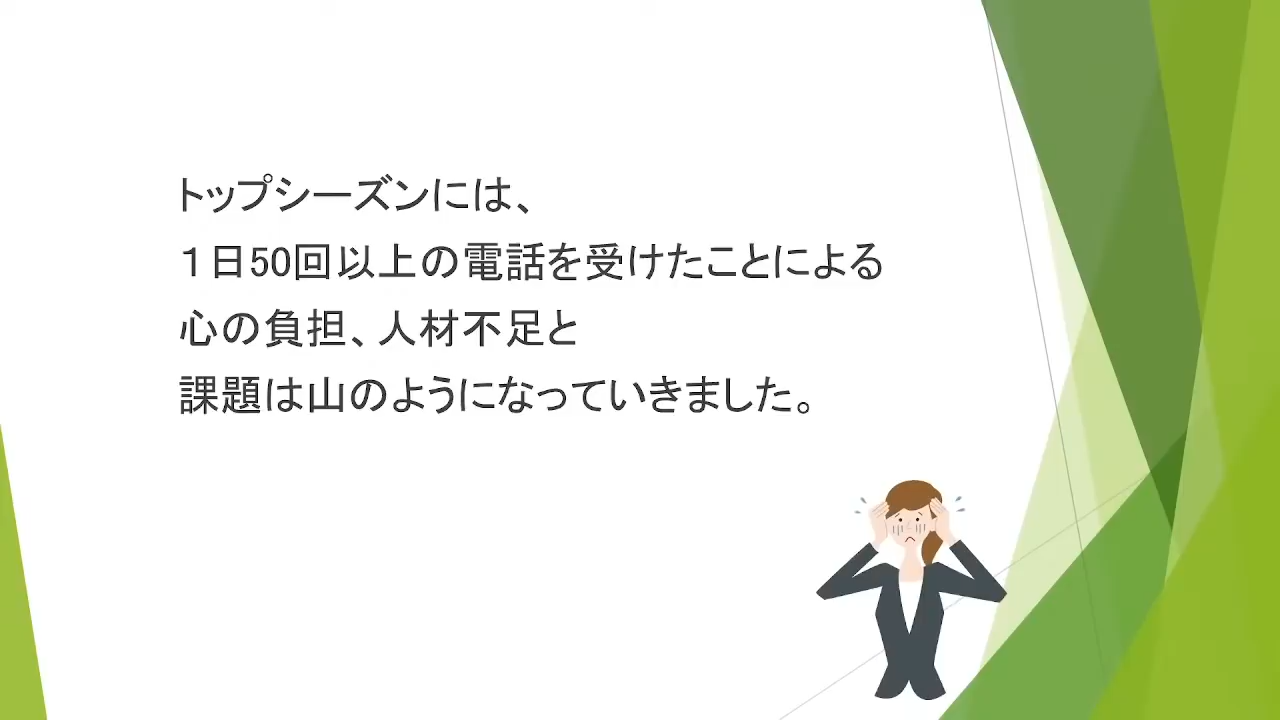 トップシーズンには、
１日50回以上の電話を受けたことによる
心の負担、人材不足と
課題は山のようになっていきました。